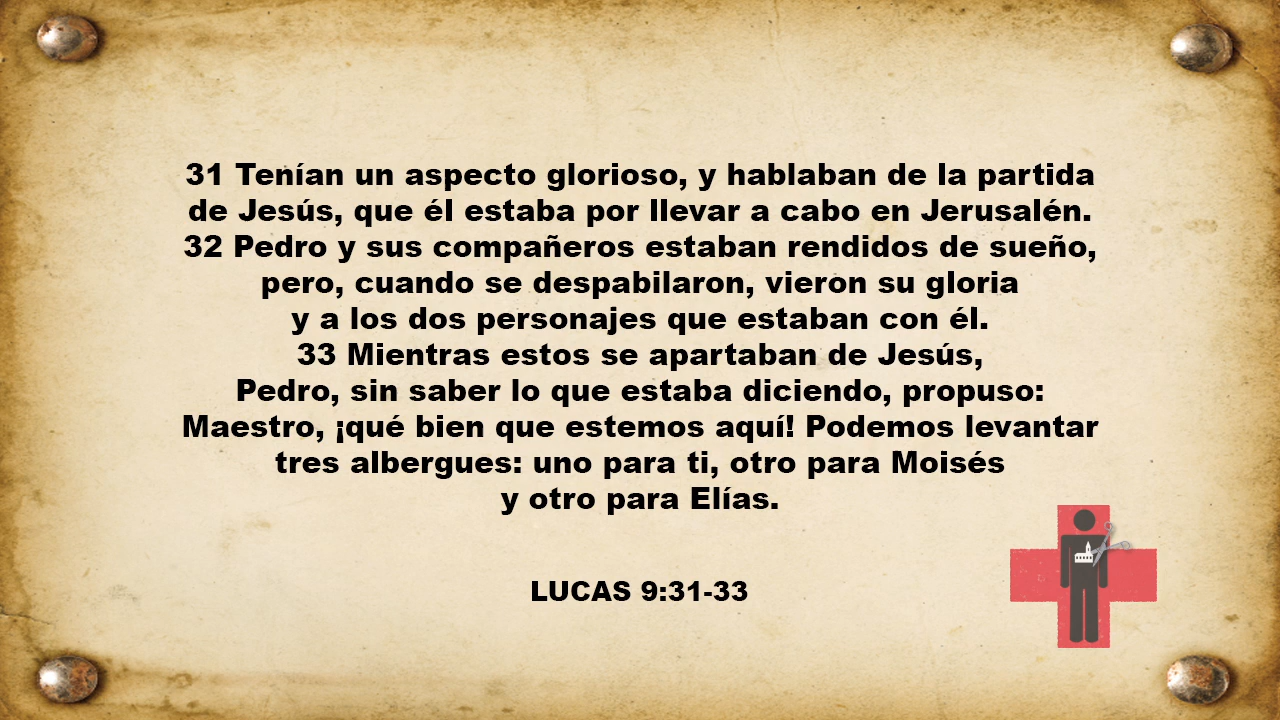 31 Tenían un aspecto glorioso, y hablaban de la partida
de Jesús, que él estaba por llevar a cabo en Jerusalén.
32 Pedro y sus compañeros estaban rendidos de sueño,
pero, cuando se despabilaron, vieron su gloria
y a los dos personajes que estaban con él.
33 Mientras estos se apartaban de Jesús,
Pedro, sin saber lo que estaba diciendo, propuso:
Maestro, ¡qué bien que estemos aquí! Podemos levantar
tres albergues: uno para ti, otro para Moisés
y otro para Elías.
LUCAS 9:31-33